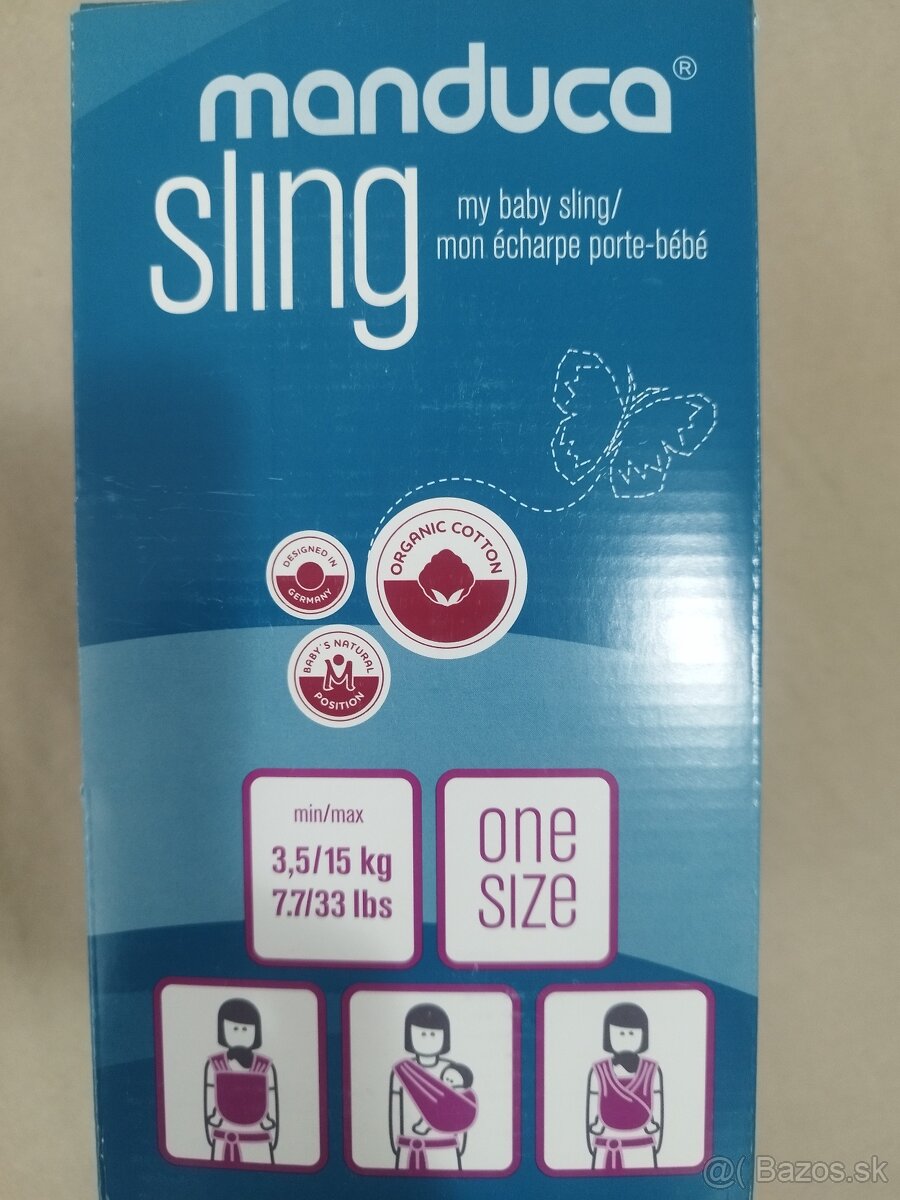 manduca®
sling
my baby sling/
mon écharpe porte-bébé
DESIGNED IN
GERMANY
ORGANIC COTTON
BABY'S NATURAL
POSITION
min/max
3,5/15 kg
7.7/33 lbs
one
size
@( Bazos.sk